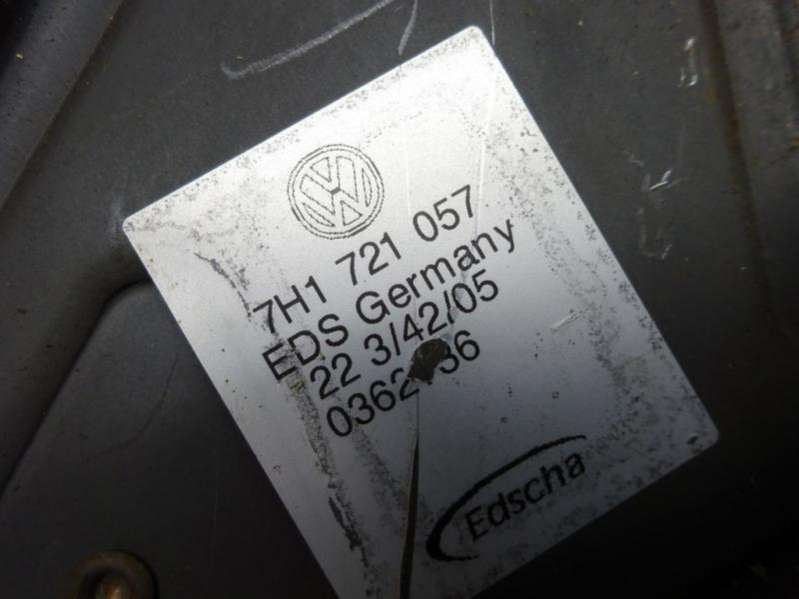 7H1 721 057
EDS Germany
22 3/42/05
Edscha